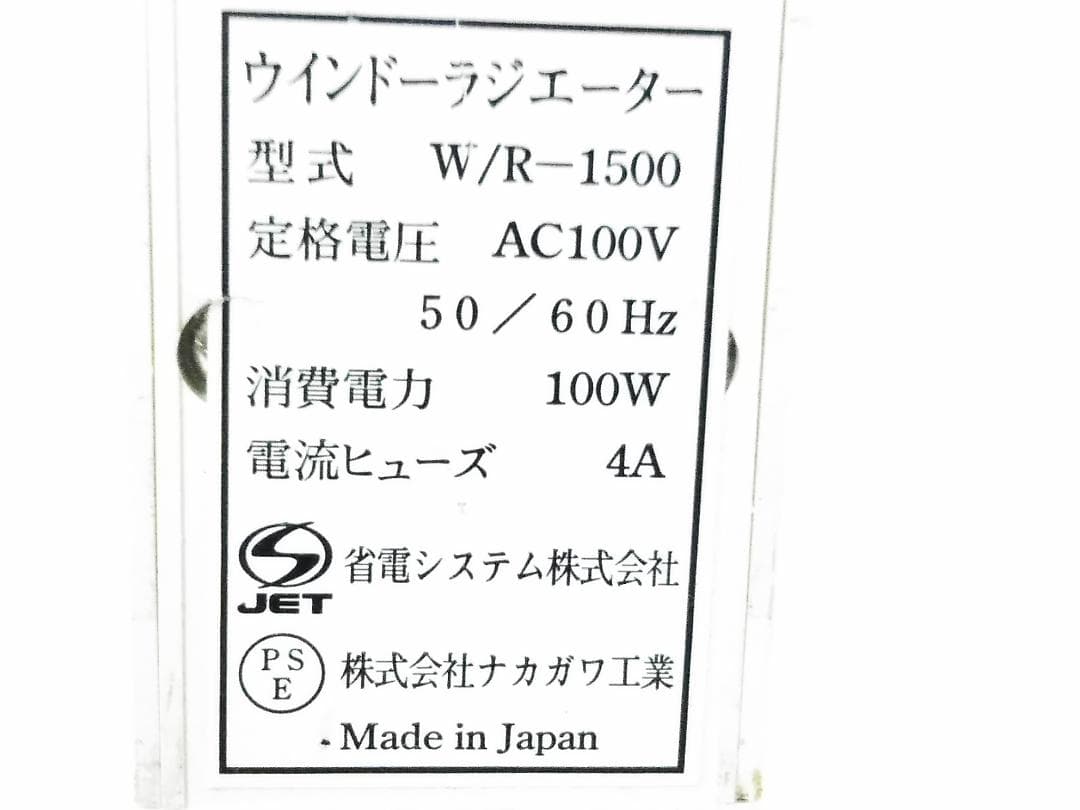 ウインドーラジエーター
型式 W/R－1500
定格電圧 AC100V
50／60Hz
消費電力 100W
電流ヒューズ 4A
JET 省電システム株式会社
PSE 株式会社ナカガワ工業
Made in Japan